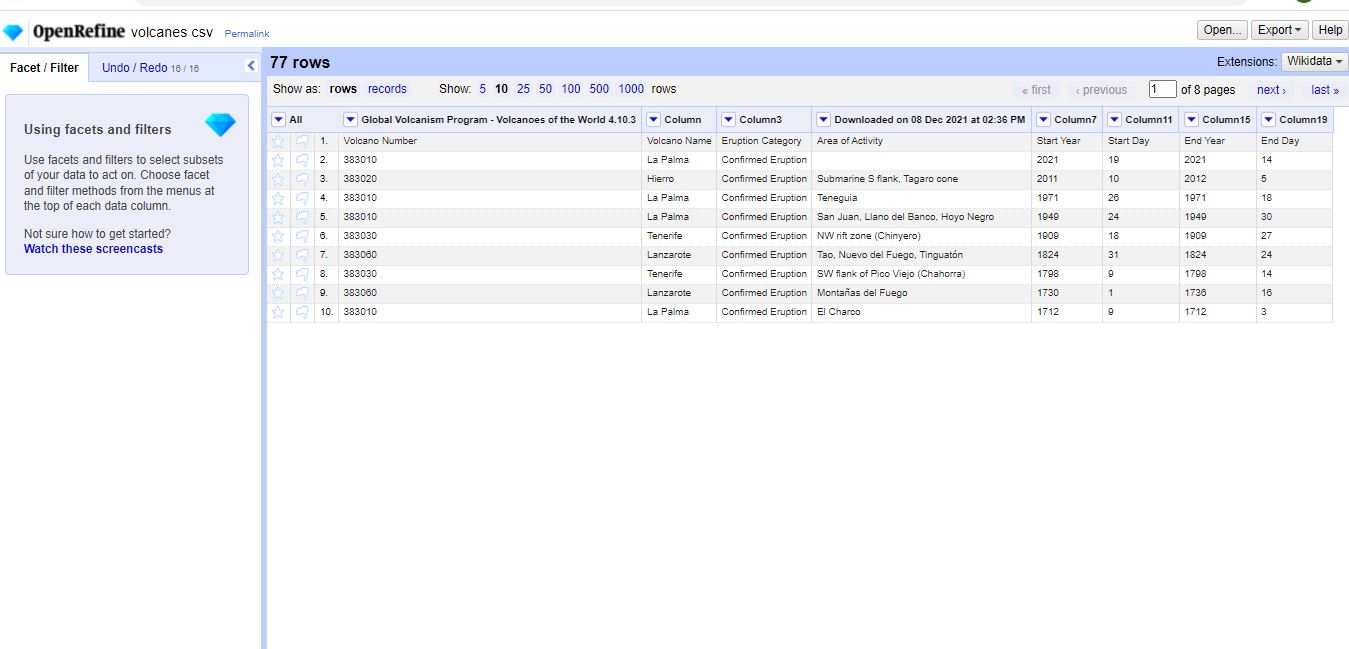 OpenRefine volcanes csv Permalink Open... Export Help
Facet / Filter Undo / Redo 16 / 16 77 rows Extensions: Wikidata
Show as: rows records Show: 5 10 25 50 100 500 1000 rows « first ‹ previous 1 of 8 pages next › last »
Using facets and filters
Use facets and filters to select subsets
of your data to act on. Choose facet
and filter methods from the menus at
the top of each data column.
Not sure how to get started?
Watch these screencasts
All Global Volcanism Program - Volcanoes of the World 4.10.3 Column Column3 Downloaded on 08 Dec 2021 at 02:36 PM Column7 Column11 Column15 Column19
1. Volcano Number Volcano Name Eruption Category Area of Activity Start Year Start Day End Year End Day
2. 383010 La Palma Confirmed Eruption 2021 19 2021 14
3. 383020 Hierro Confirmed Eruption Submarine S flank, Tagaro cone 2011 10 2012 5
4. 383010 La Palma Confirmed Eruption Teneguia 1971 26 1971 18
5. 383010 La Palma Confirmed Eruption San Juan, Llano del Banco, Hoyo Negro 1949 24 1949 30
6. 383030 Tenerife Confirmed Eruption NW rift zone (Chinyero) 1909 18 1909 27
7. 383060 Lanzarote Confirmed Eruption Tao, Nuevo del Fuego, Tinguatón 1824 31 1824 24
8. 383030 Tenerife Confirmed Eruption SW flank of Pico Viejo (Chahorra) 1798 9 1798 14
9. 383060 Lanzarote Confirmed Eruption Montañas del Fuego 1730 1 1736 16
10. 383010 La Palma Confirmed Eruption El Charco 1712 9 1712 3